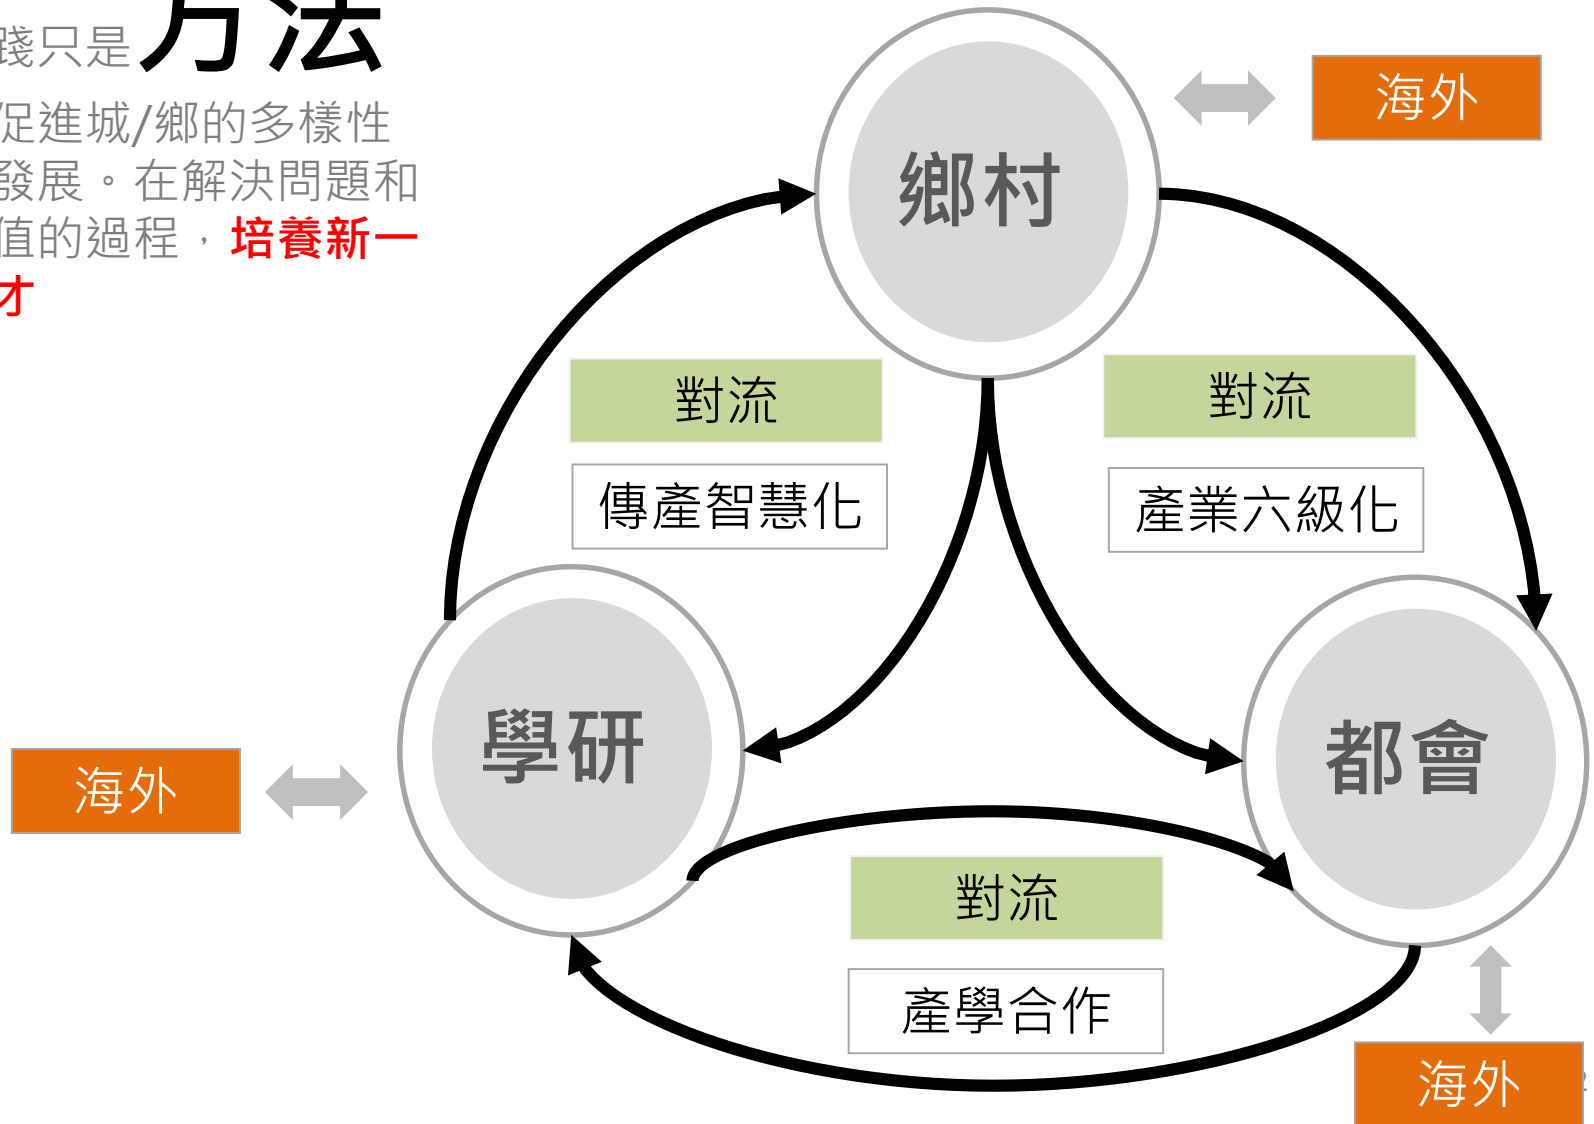 踐只是方法
促進城/鄉的多樣性
發展。在解決問題和
值的過程，培養新一
才
海外
鄉村
對流
對流
傳產智慧化
產業六級化
學研
都會
海外
對流
產學合作
海外